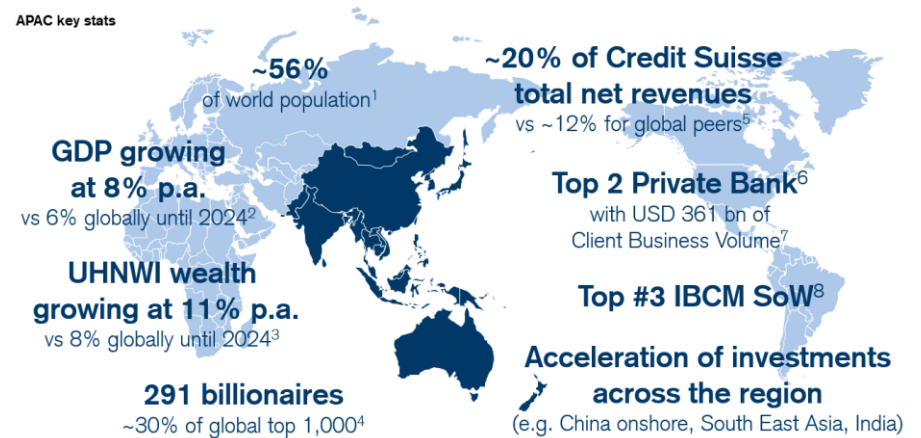 APAC key stats
~56%
of world population¹
GDP growing
at 8% p.a.
vs 6% globally until 2024²
UHNWI wealth
growing at 11% p.a.
vs 8% globally until 2024³
291 billionaires
~30% of global top 1,000⁴
~20% of Credit Suisse
total net revenues
vs ~12% for global peers⁵
Top 2 Private Bank⁶
with USD 361 bn of
Client Business Volume⁷
Top #3 IBCM SoW⁸
Acceleration of investments
across the region
(e.g. China onshore, South East Asia, India)